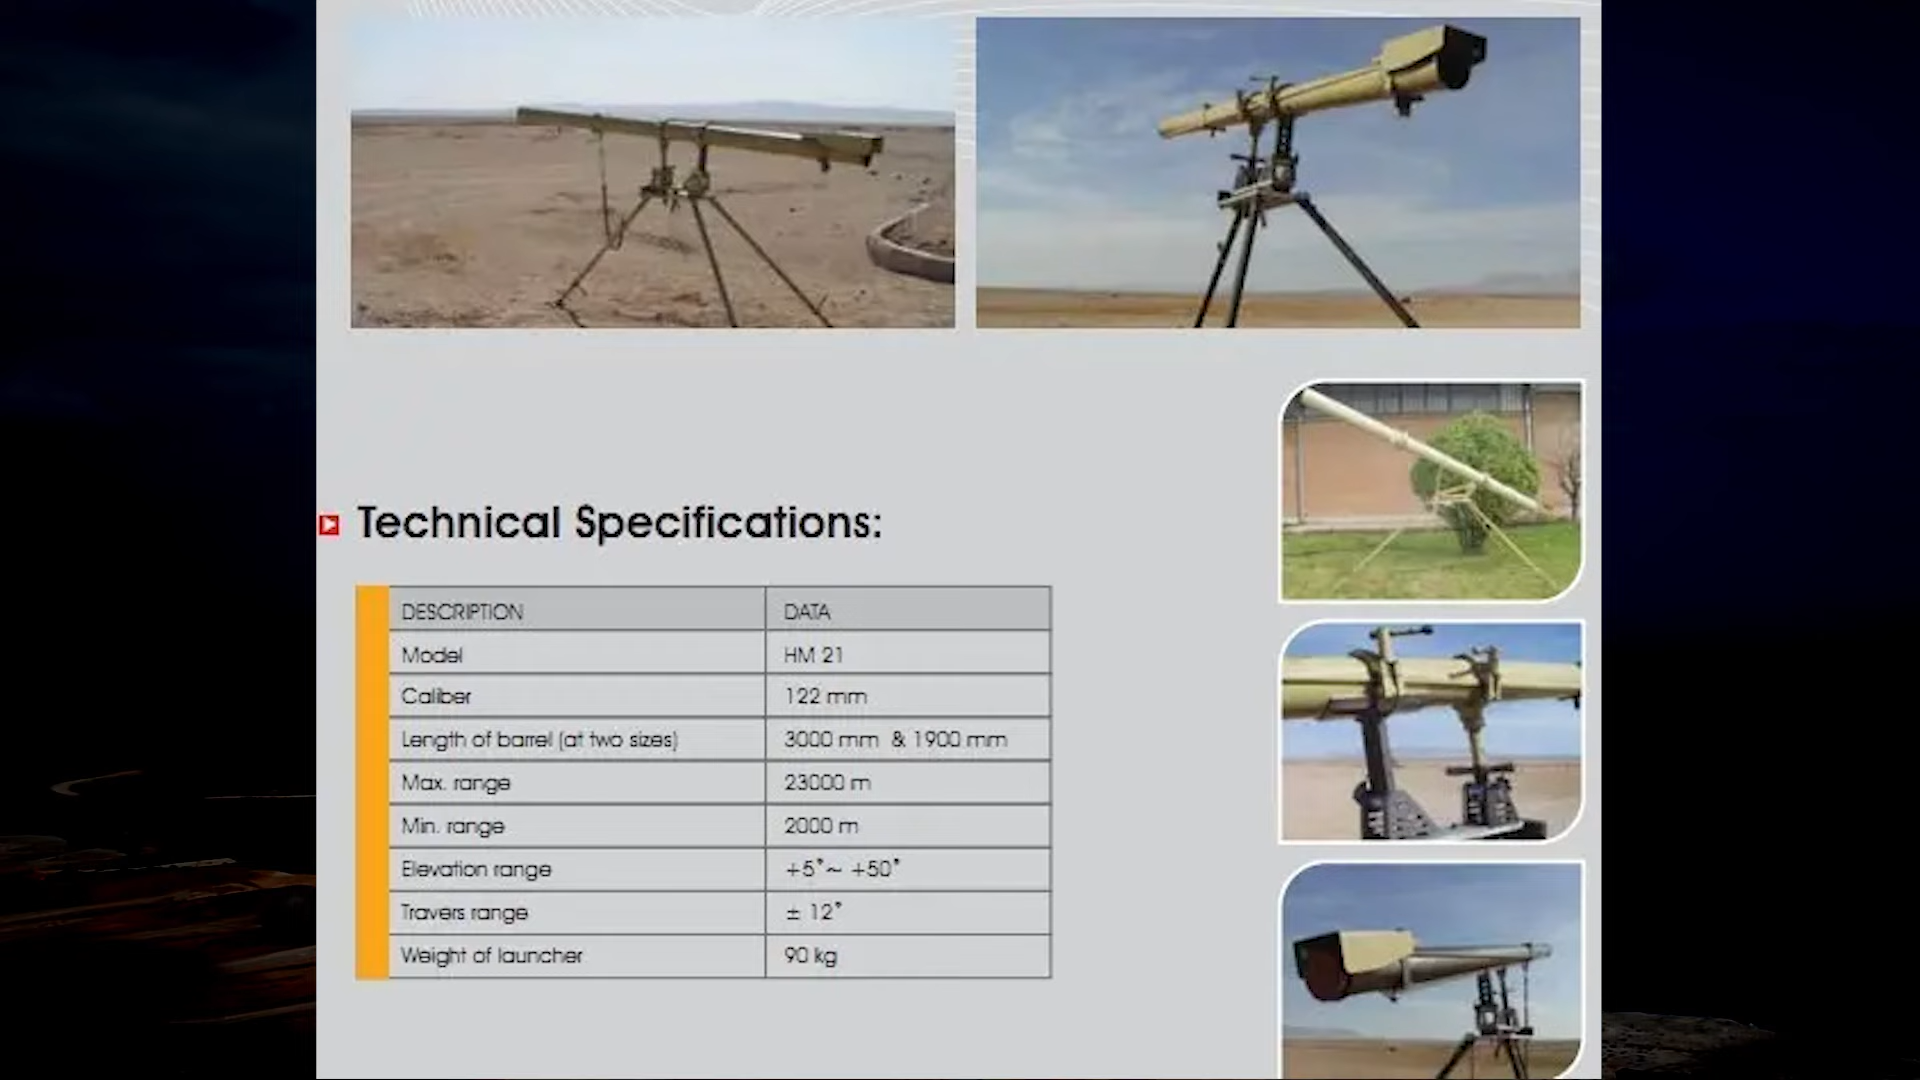 Technical Specifications:
DESCRIPTION DATA
Model HM 21
Caliber 122 mm
Length of barrel (at two sizes) 3000 mm & 1900 mm
Max. range 23000 m
Min. range 2000 m
Elevation range +5°~ +50°
Travers range ± 12°
Weight of launcher 90 kg